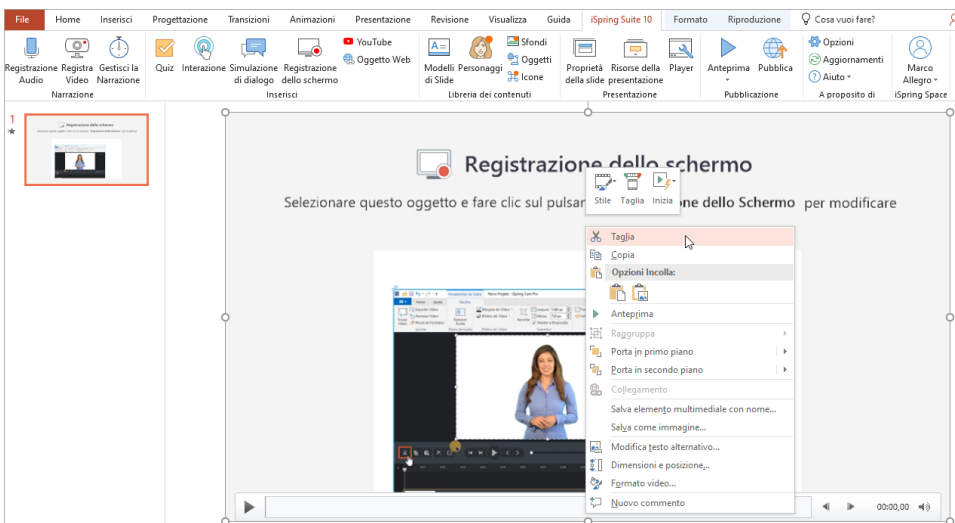 File Home Inserisci Progettazione Transizioni Animazioni Presentazione Revisione Visualizza Guida iSpring Suite 10 Formato Riproduzione Cosa vuoi fare?
Registrazione Audio
Registra Video
Gestisci la Narrazione
Narrazione
Quiz
Interazione
Simulazione di dialogo
Registrazione dello schermo
YouTube
Oggetto Web
Inserisci
Modelli di Slide
Personaggi
Sfondi
Oggetti
Icone
Libreria dei contenuti
Proprietà della slide
Risorse della presentazione
Player
Presentazione
Anteprima
Pubblica
Pubblicazione
Opzioni
Aggiornamenti
Aiuto
A proposito di
Marco Allegro
iSpring Space
1
Registrazione dello schermo
Registrazione dello schermo
Selezionare questo oggetto e fare clic sul pulsan
ne dello Schermo per modificare
Stile Taglia Inizia
Taglia
Copia
Opzioni Incolla:
Anteprima
Raggruppa
Porta in primo piano
Porta in secondo piano
Collegamento
Salva elemento multimediale con nome...
Salva come immagine...
Modifica testo alternativo...
Dimensioni e posizione...
Formato video...
Nuovo commento
00:00,00